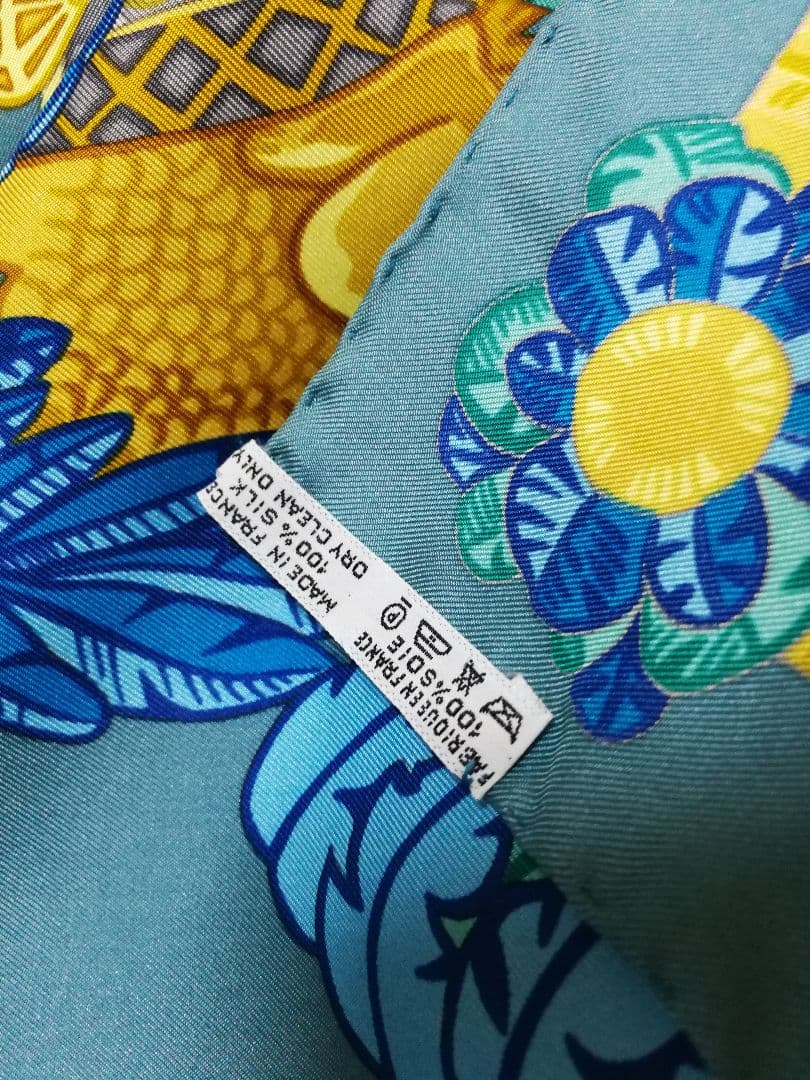 FABRIQUE EN FRANCE
100% SOIE
MADE IN FRANCE
100% SILK
DRY CLEAN ONLY